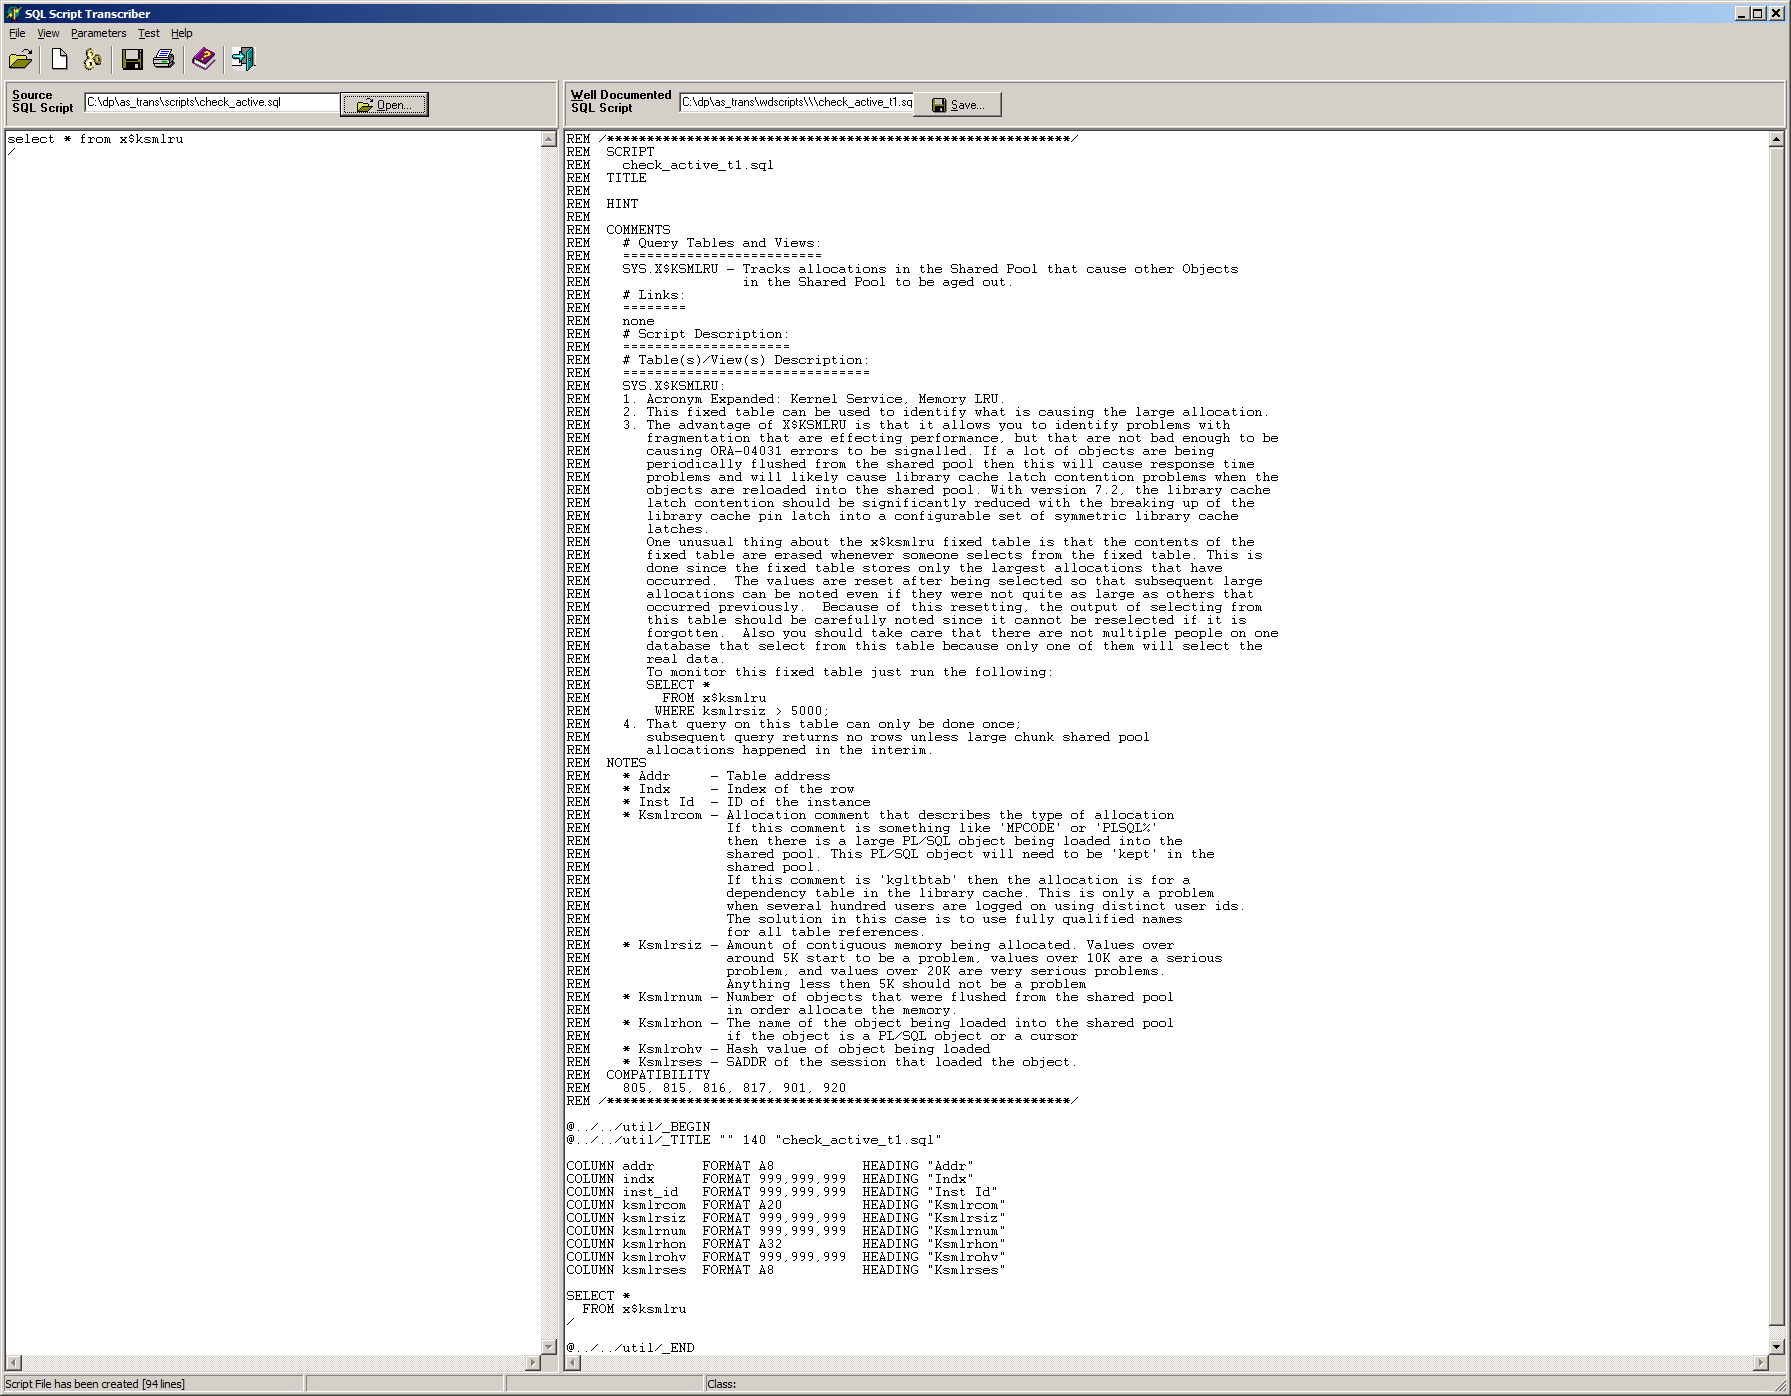 SQL Script Transcriber
File View Parameters Test Help
Source
SQL Script
C:\dp\as_trans\scripts\check_active.sql
Open...
Well Documented
SQL Script
C:\dp\as_trans\wdscripts\\\check_active_t1.sq
Save...
select * from x$ksmlru
/
REM /**********************************************************/
REM  SCRIPT
REM    check_active_t1.sql
REM  TITLE
REM
REM  HINT
REM
REM  COMMENTS
REM    # Query Tables and Views:
REM    =========================
REM    SYS.X$KSMLRU - Tracks allocations in the Shared Pool that cause other Objects
REM                   in the Shared Pool to be aged out.
REM    # Links:
REM    ========
REM    none
REM    # Script Description:
REM    =====================
REM    # Table(s)/View(s) Description:
REM    ===============================
REM    SYS.X$KSMLRU:
REM    1. Acronym Expanded: Kernel Service, Memory LRU.
REM    2. This fixed table can be used to identify what is causing the large allocation.
REM    3. The advantage of X$KSMLRU is that it allows you to identify problems with
REM       fragmentation that are effecting performance, but that are not bad enough to be
REM       causing ORA-04031 errors to be signalled. If a lot of objects are being
REM       periodically flushed from the shared pool then this will cause response time
REM       problems and will likely cause library cache latch contention problems when the
REM       objects are reloaded into the shared pool. With version 7.2, the library cache
REM       latch contention should be significantly reduced with the breaking up of the
REM       library cache pin latch into a configurable set of symmetric library cache
REM       latches.
REM       One unusual thing about the x$ksmlru fixed table is that the contents of the
REM       fixed table are erased whenever someone selects from the fixed table. This is
REM       done since the fixed table stores only the largest allocations that have
REM       occurred.  The values are reset after being selected so that subsequent large
REM       allocations can be noted even if they were not quite as large as others that
REM       occurred previously.  Because of this resetting, the output of selecting from
REM       this table should be carefully noted since it cannot be reselected if it is
REM       forgotten.  Also you should take care that there are not multiple people on one
REM       database that select from this table because only one of them will select the
REM       real data.
REM       To monitor this fixed table just run the following:
REM       SELECT *
REM         FROM x$ksmlru
REM        WHERE ksmlrsiz > 5000;
REM    4. That query on this table can only be done once;
REM       subsequent query returns no rows unless large chunk shared pool
REM       allocations happened in the interim.
REM  NOTES
REM    * Addr     - Table address
REM    * Indx     - Index of the row
REM    * Inst Id  - ID of the instance
REM    * Ksmlrcom - Allocation comment that describes the type of allocation
REM                 If this comment is something like 'MPCODE' or 'PLSQL%'
REM                 then there is a large PL/SQL object being loaded into the
REM                 shared pool. This PL/SQL object will need to be 'kept' in the
REM                 shared pool.
REM                 If this comment is 'kgltbtab' then the allocation is for a
REM                 dependency table in the library cache. This is only a problem
REM                 when several hundred users are logged on using distinct user ids.
REM                 The solution in this case is to use fully qualified names
REM                 for all table references.
REM    * Ksmlrsiz - Amount of contiguous memory being allocated. Values over
REM                 around 5K start to be a problem, values over 10K are a serious
REM                 problem, and values over 20K are very serious problems.
REM                 Anything less then 5K should not be a problem
REM    * Ksmlrnum - Number of objects that were flushed from the shared pool
REM                 in order allocate the memory.
REM    * Ksmlrhon - The name of the object being loaded into the shared pool
REM                 if the object is a PL/SQL object or a cursor
REM    * Ksmlrohv - Hash value of object being loaded
REM    * Ksmlrses - SADDR of the session that loaded the object.
REM  COMPATIBILITY
REM    805, 815, 816, 817, 901, 920
REM /**********************************************************/
@../../util/_BEGIN
@../../util/_TITLE "" 140 "check_active_t1.sql"
COLUMN addr      FORMAT A8           HEADING "Addr"
COLUMN indx      FORMAT 999,999,999  HEADING "Indx"
COLUMN inst_id   FORMAT 999,999,999  HEADING "Inst Id"
COLUMN ksmlrcom  FORMAT A20          HEADING "Ksmlrcom"
COLUMN ksmlrsiz  FORMAT 999,999,999  HEADING "Ksmlrsiz"
COLUMN ksmlrnum  FORMAT 999,999,999  HEADING "Ksmlrnum"
COLUMN ksmlrhon  FORMAT A32          HEADING "Ksmlrhon"
COLUMN ksmlrohv  FORMAT 999,999,999  HEADING "Ksmlrohv"
COLUMN ksmlrses  FORMAT A8           HEADING "Ksmlrses"
SELECT *
  FROM x$ksmlru
/
@../../util/_END
Script File has been created [94 lines]
Class: